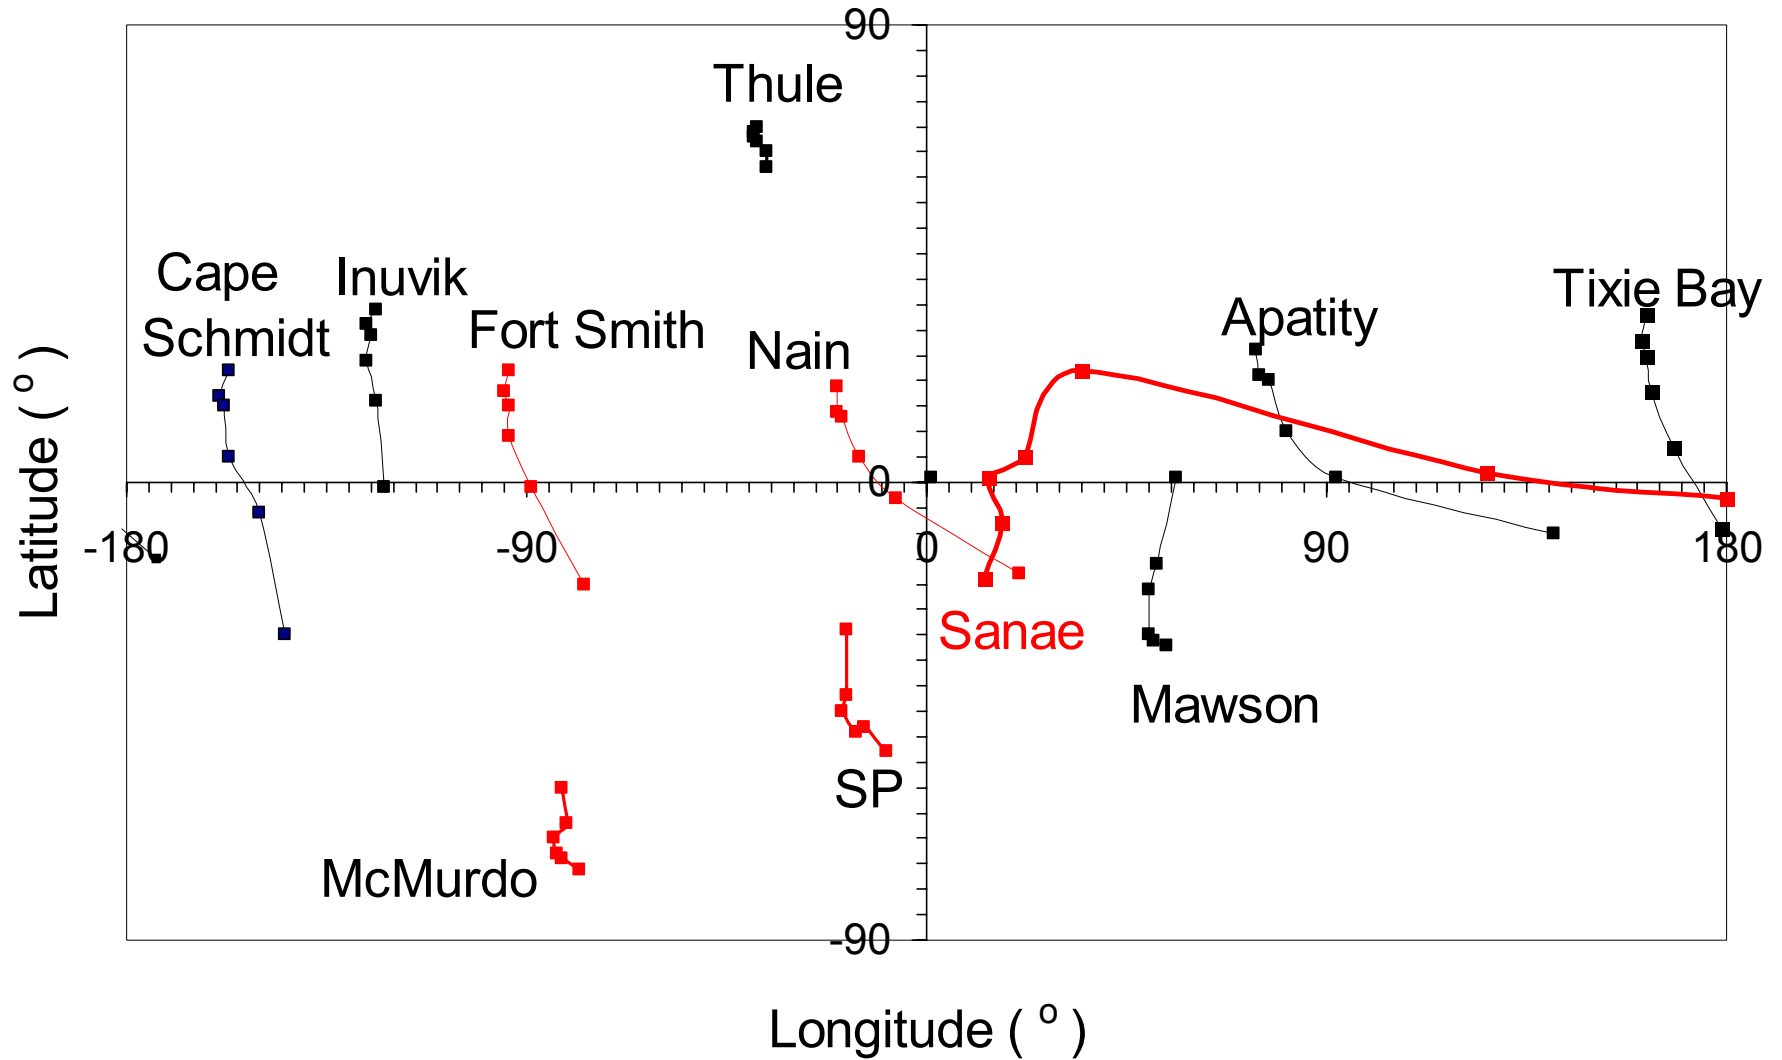 90
Thule
Cape
Schmidt
Inuvik
Fort Smith
Nain
Apatity
Tixie Bay
0
-180
-90
0
90
180
Sanae
Mawson
SP
McMurdo
-90
Latitude ( o )
Longitude ( o )